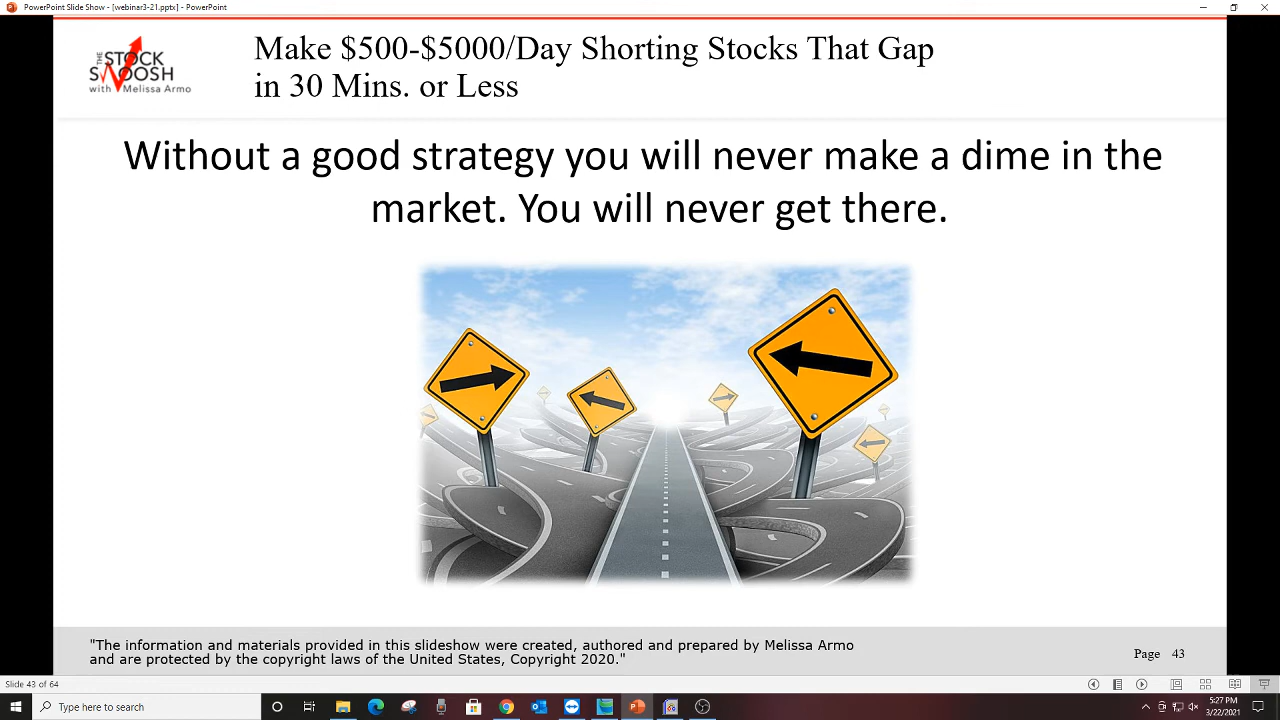 PowerPoint Slide Show - [webinar3-21.pptx] - PowerPoint
THE
STOCK
SWOOSH
with Melissa Armo
Make $500-$5000/Day Shorting Stocks That Gap
in 30 Mins. or Less
Without a good strategy you will never make a dime in the
market. You will never get there.
"The information and materials provided in this slideshow were created, authored and prepared by Melissa Armo
and are protected by the copyright laws of the United States, Copyright 2020."
Page 43
Slide 43 of 64
Type here to search
5:27 PM
3/22/2021